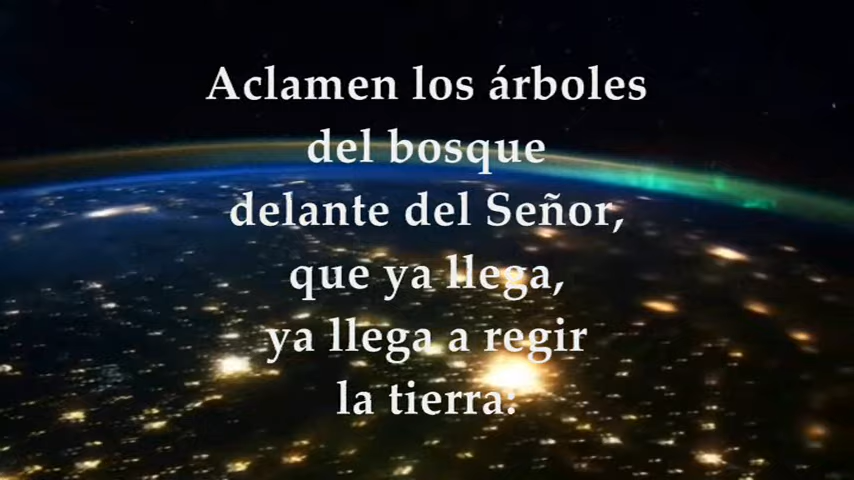 Aclamen los árboles
del bosque
delante del Señor,
que ya llega,
ya llega a regir
la tierra: